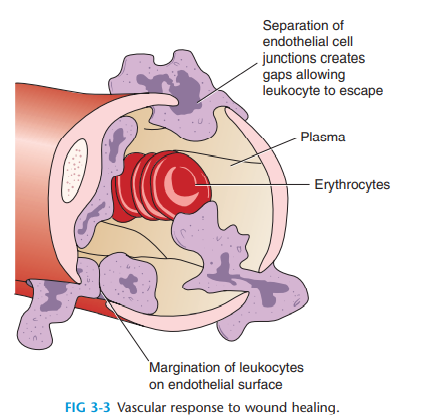 Separation of
endothelial cell
junctions creates
gaps allowing
leukocyte to escape
Plasma
Erythrocytes
Margination of leukocytes
on endothelial surface
FIG 3-3 Vascular response to wound healing.